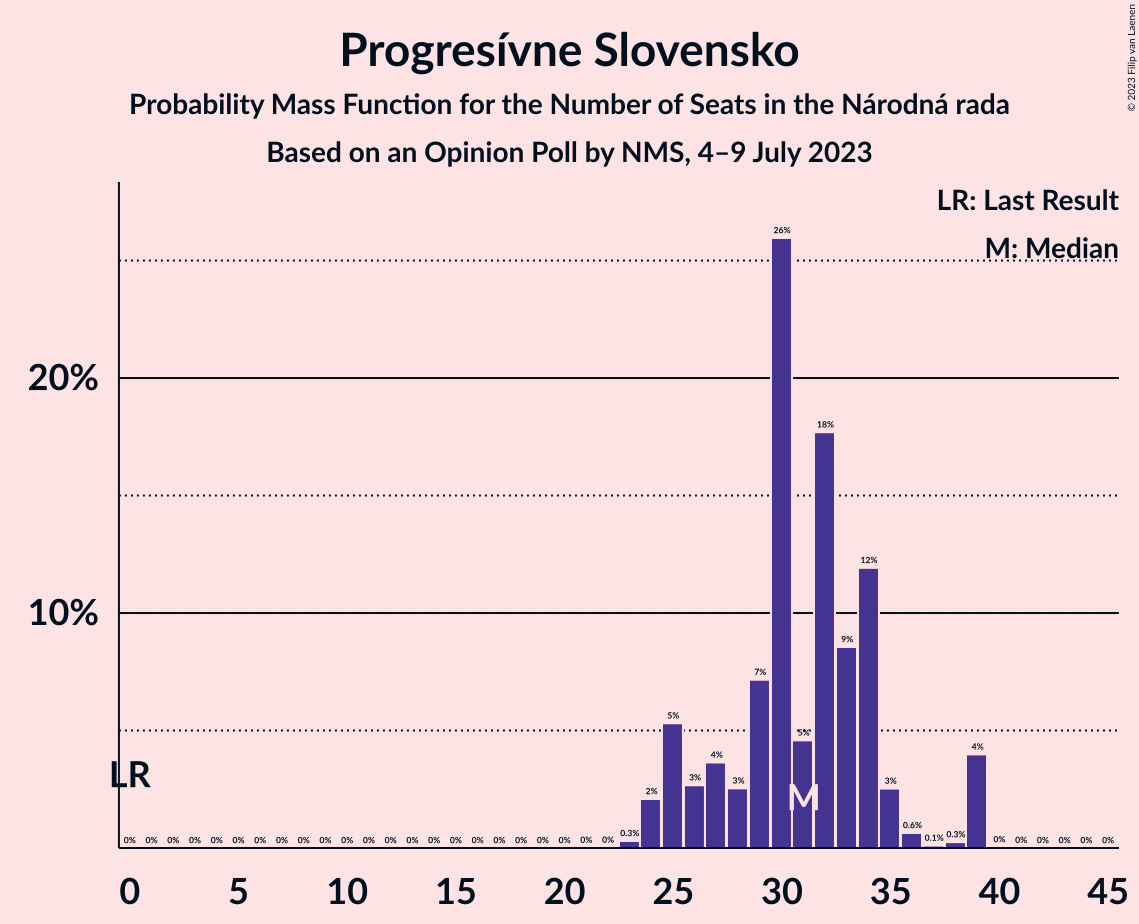 © 2023 Filip van Laenen
Progresívne Slovensko
Probability Mass Function for the Number of Seats in the Národná rada
Based on an Opinion Poll by NMS, 4–9 July 2023
LR: Last Result
M: Median
20%
10%
LR
M
0% 0% 0% 0% 0% 0% 0% 0% 0% 0% 0% 0% 0% 0% 0% 0% 0% 0% 0% 0% 0% 0% 0% 0.3% 2% 5% 3% 4% 3% 7% 26% 5% 18% 9% 12% 3% 0.6% 0.1% 0.3% 4% 0% 0% 0% 0% 0% 0%
0 5 10 15 20 25 30 35 40 45